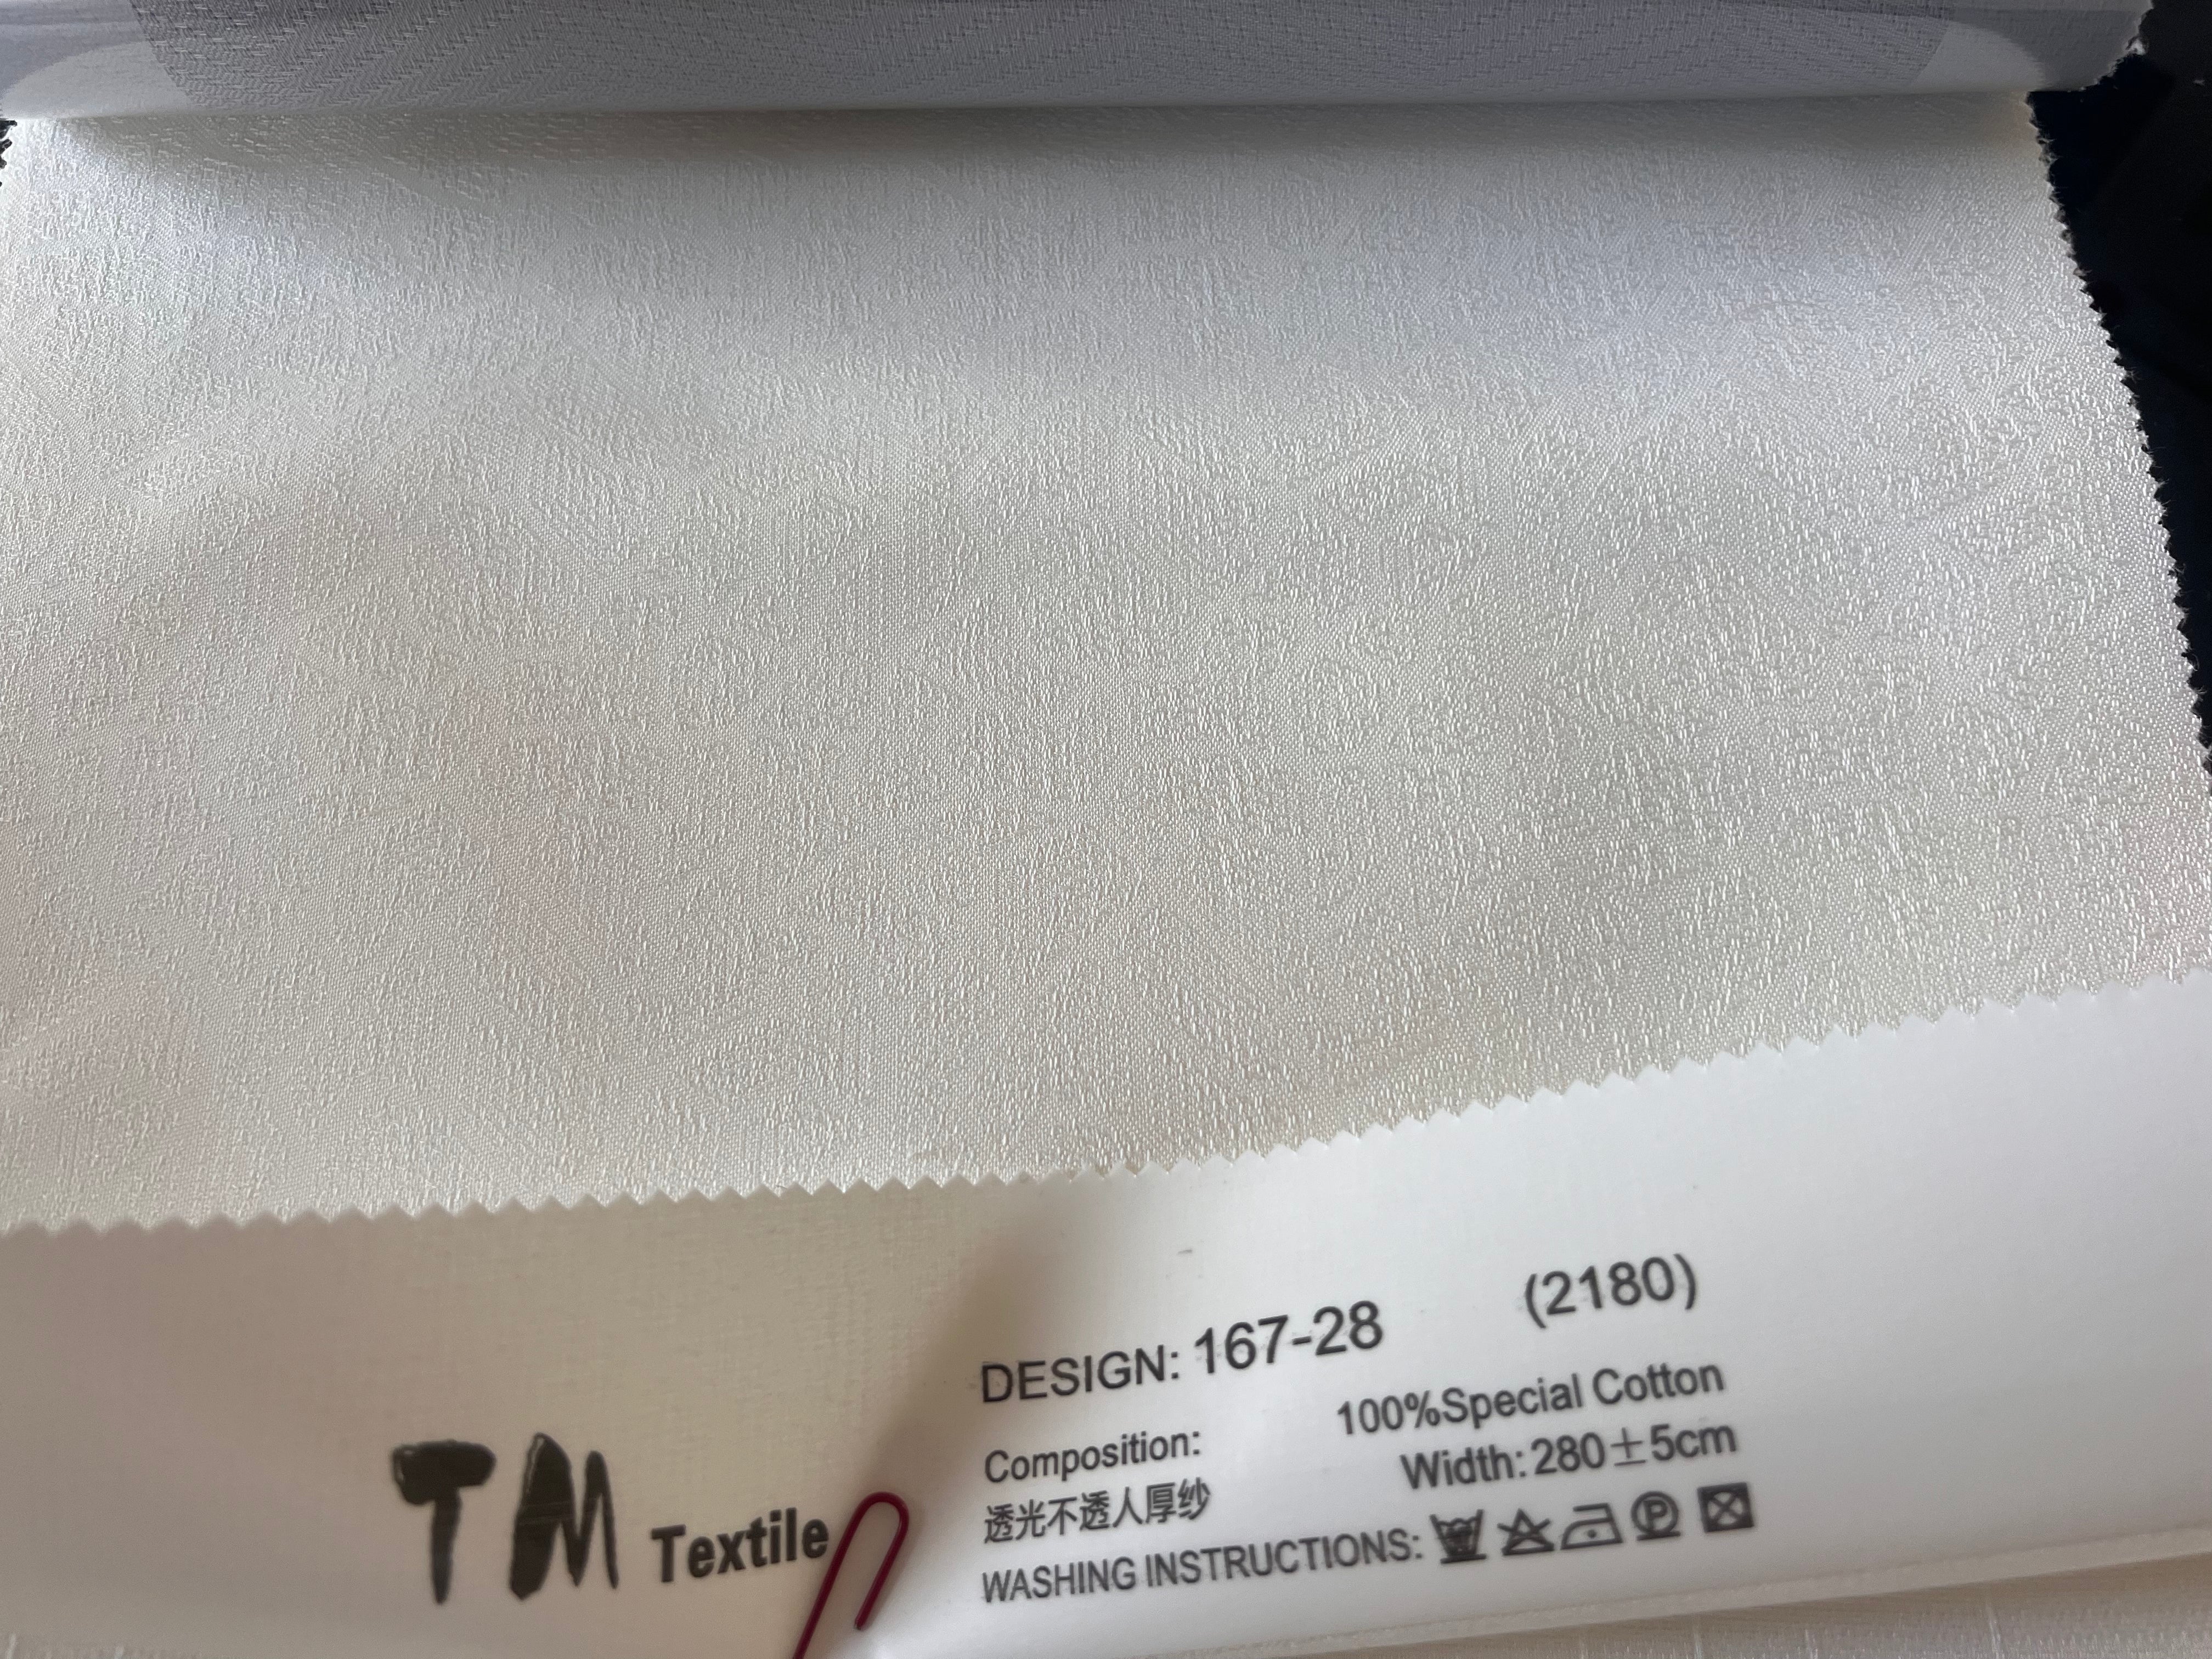 DESIGN: 167-28 (2180)
Composition: 100%Special Cotton
透光不透人厚纱 Width: 280±5cm
WASHING INSTRUCTIONS: P
TM Textile